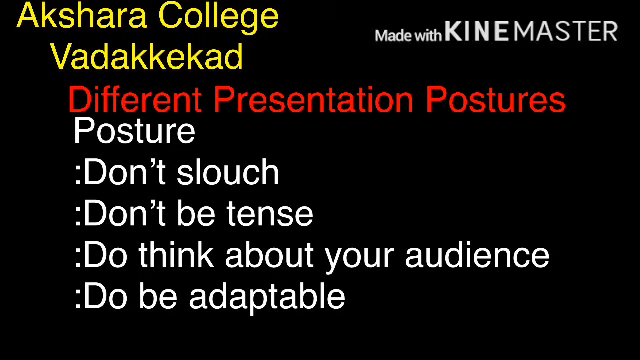 Akshara College
Made with KINEMASTER
Vadakkekad
Different Presentation Postures
Posture
:Don't slouch
:Don't be tense
:Do think about your audience
:Do be adaptable